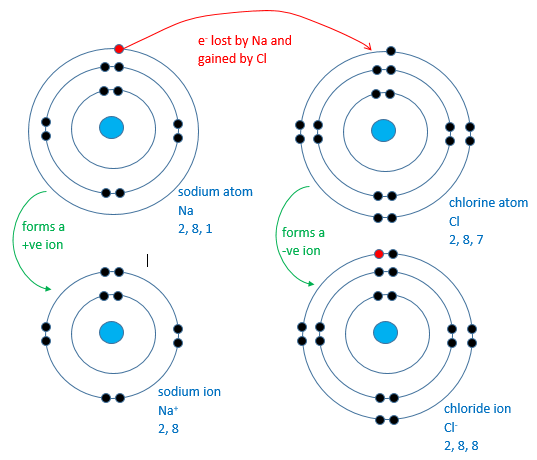 e⁻ lost by Na and
gained by Cl
sodium atom
Na
2, 8, 1
chlorine atom
Cl
2, 8, 7
forms a
+ve ion
forms a
-ve ion
sodium ion
Na⁺
2, 8
chloride ion
Cl⁻
2, 8, 8